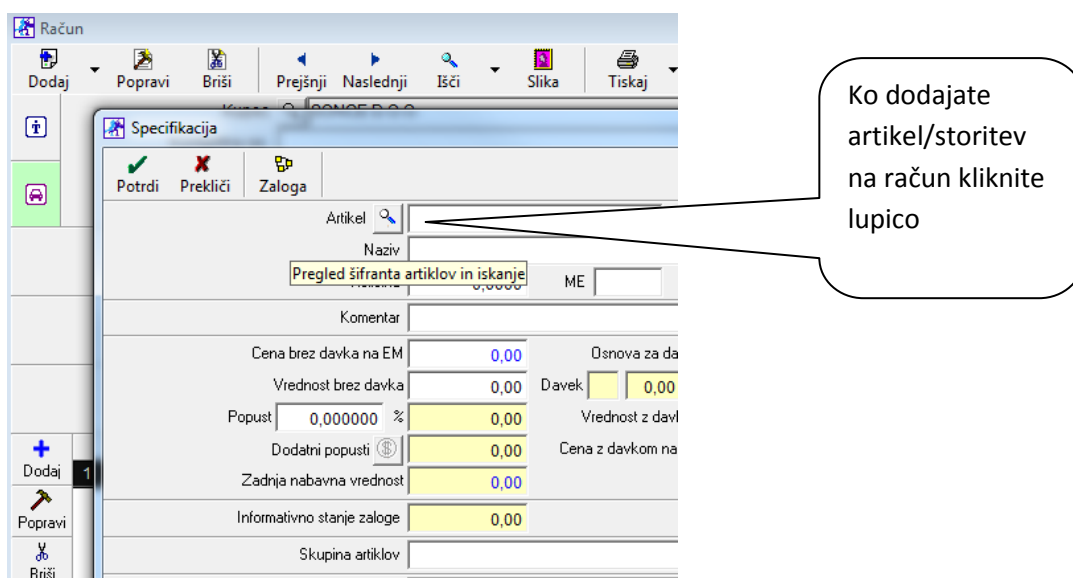 Račun
Dodaj Popravi Briši Prejšnji Naslednji Išči Slika Tiskaj
Specifikacija
Potrdi Prekliči Zaloga
Artikel
Naziv
Pregled šifranta artiklov in iskanje
ME
Komentar
Cena brez davka na EM 0,00 Osnova za da
Vrednost brez davka 0,00 Davek 0,00
Popust 0,000000 % 0,00 Vrednost z davk
Dodatni popusti 0,00 Cena z davkom na
Zadnja nabavna vrednost 0,00
Informativno stanje zaloge 0,00
Skupina artiklov
Dodaj 1
Popravi
Briši
Ko dodajate
artikel/storitev
na račun kliknite
lupico